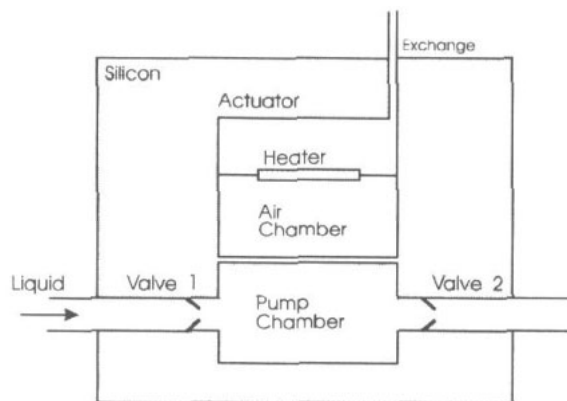 Exchange
Silicon
Actuator
Heater
Air
Chamber
Liquid
Valve 1
Valve 2
Pump
Chamber